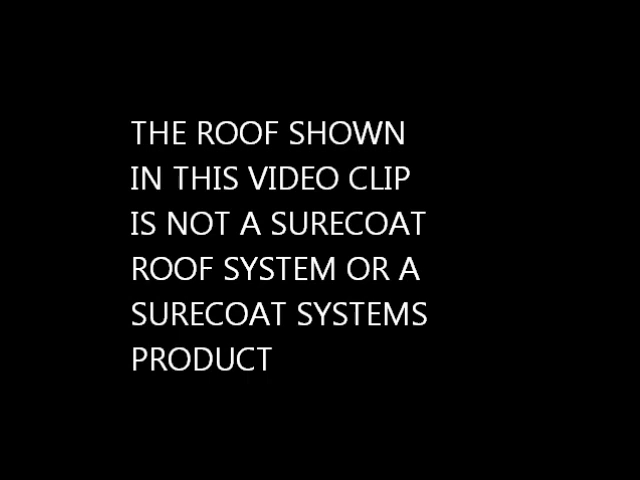 THE ROOF SHOWN
IN THIS VIDEO CLIP
IS NOT A SURECOAT
ROOF SYSTEM OR A
SURECOAT SYSTEMS
PRODUCT